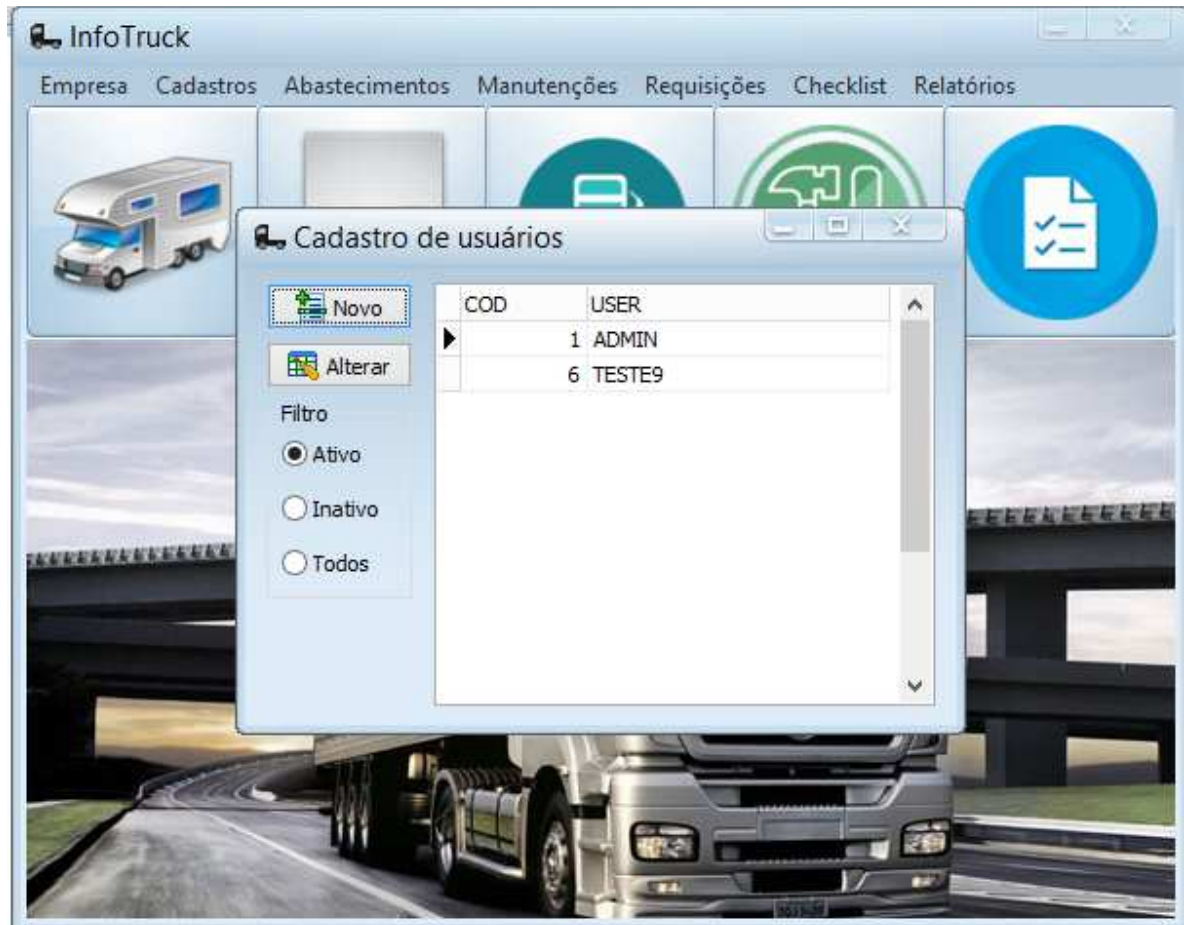 InfoTruck
Empresa Cadastros Abastecimentos Manutenções Requisições Checklist Relatórios
Cadastro de usuários
Novo
COD USER
1 ADMIN
Alterar
6 TESTE9
Filtro
Ativo
Inativo
Todos